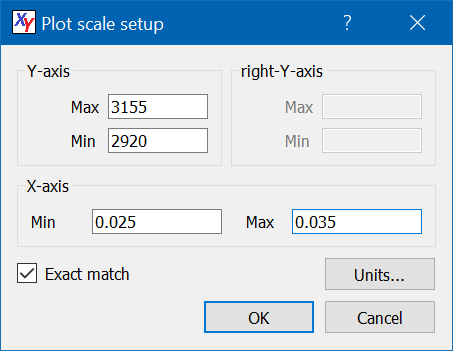 XY Plot scale setup ? ×
Y-axis
Max 3155
Min 2920
right-Y-axis
Max
Min
X-axis
Min 0.025 Max 0.035
Exact match
Units...
OK Cancel